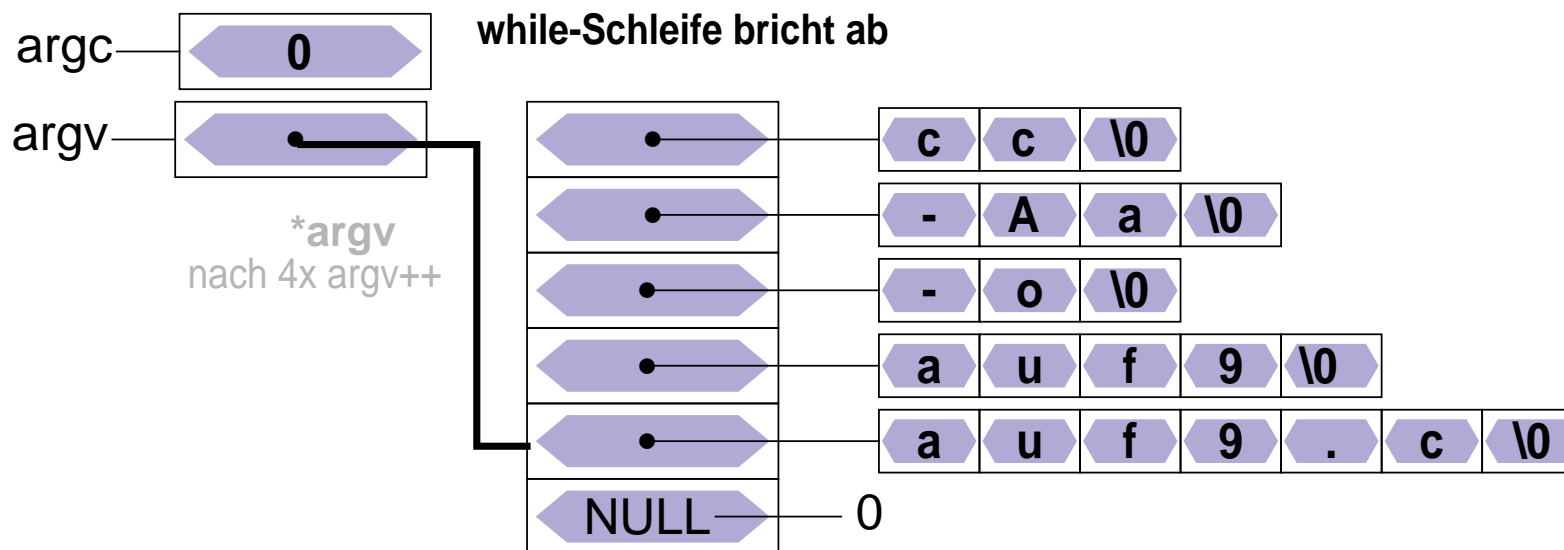 argc 0 while-Schleife bricht ab
argv c c \0
- A a \0
*argv
nach 4x argv++
- o \0
a u f 9 \0
a u f 9 . c \0
NULL 0